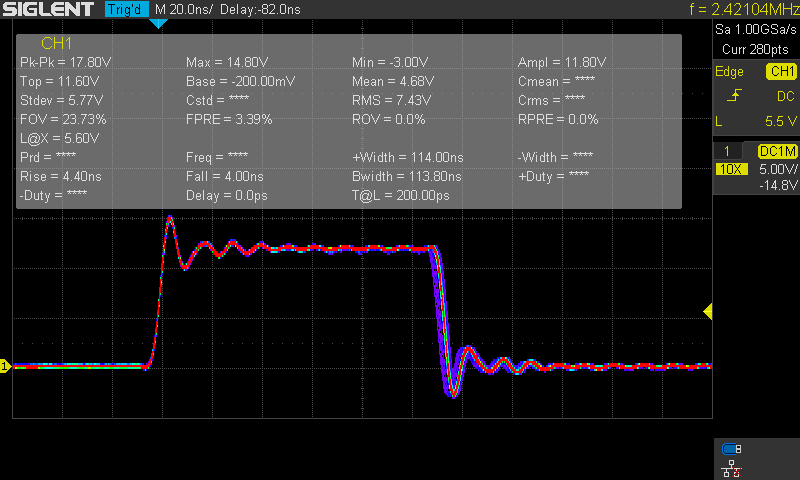 SIGLENT Trig'd M 20.0ns/ Delay:-82.0ns f = 2.42104MHz
Sa 1.00GSa/s
Curr 280pts
CH1
Pk-Pk = 17.80V Max = 14.80V Min = -3.00V Ampl = 11.80V
Top = 11.60V Base = -200.00mV Mean = 4.68V Cmean = ****
Stdev = 5.77V Cstd = **** RMS = 7.43V Crms = ****
FOV = 23.73% FPRE = 3.39% ROV = 0.0% RPRE = 0.0%
L@X = 5.60V
Prd = **** Freq = **** +Width = 114.00ns -Width = ****
Rise = 4.40ns Fall = 4.00ns Bwidth = 113.80ns +Duty = ****
-Duty = **** Delay = 0.0ps T@L = 200.00ps
Edge CH1
DC
L 5.5 V
1 DC1M
10X 5.00V/
-14.8V
1